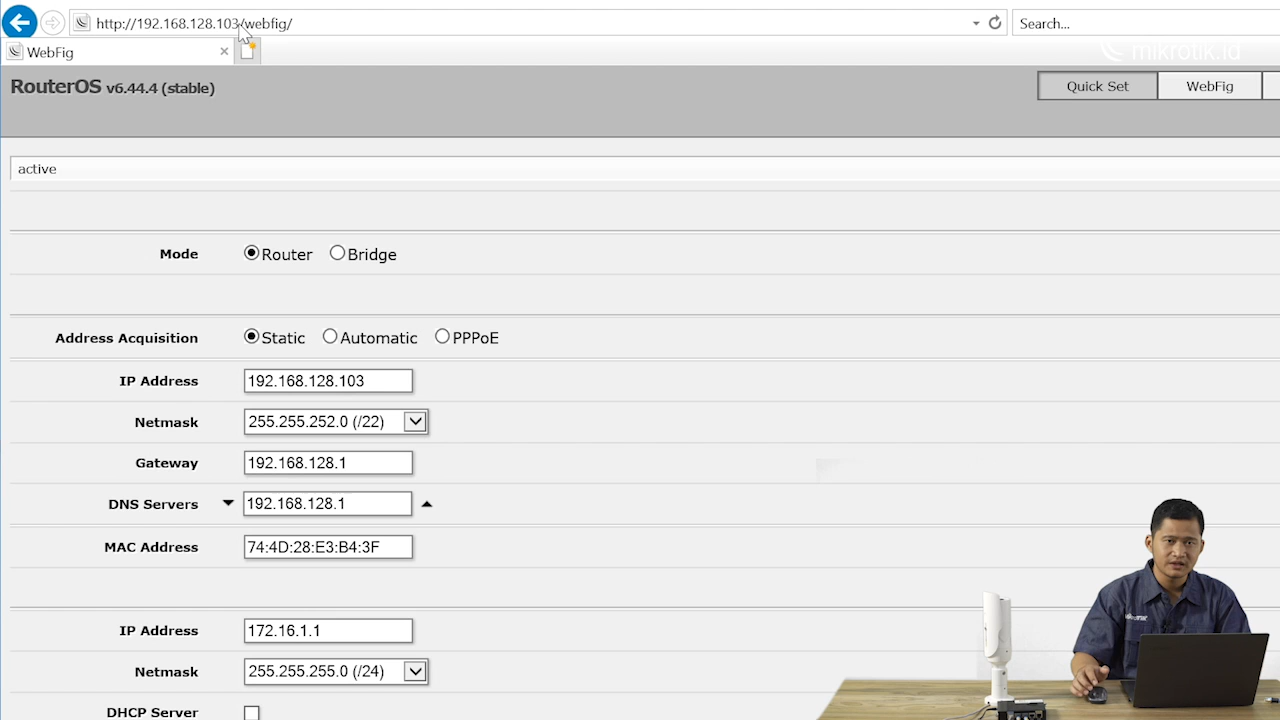 http://192.168.128.103/webfig/
Search...
WebFig
mikrotik.id
RouterOS v6.44.4 (stable)
Quick Set
WebFig
active
Mode
Router
Bridge
Address Acquisition
Static
Automatic
PPPoE
IP Address
192.168.128.103
Netmask
255.255.252.0 (/22)
Gateway
192.168.128.1
DNS Servers
192.168.128.1
MAC Address
74:4D:28:E3:B4:3F
IP Address
172.16.1.1
Netmask
255.255.255.0 (/24)
DHCP Server